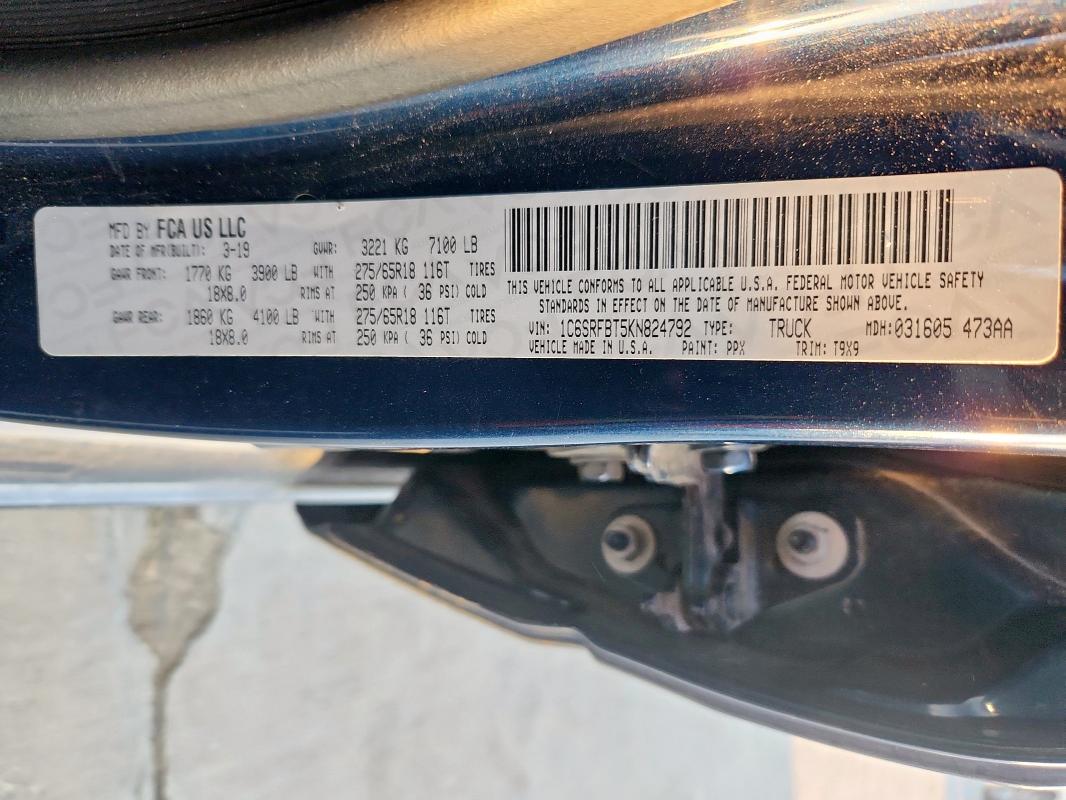 MFD BY FCA US LLC
DATE OF MFR(BUILT): 3-19 GVWR: 3221 KG 7100 LB
GAWR FRONT: 1770 KG 3900 LB WITH 275/65R18 116T TIRES
18X8.0 RIMS AT 250 KPA ( 36 PSI) COLD
GAWR REAR: 1860 KG 4100 LB WITH 275/65R18 116T TIRES
18X8.0 RIMS AT 250 KPA ( 36 PSI) COLD
THIS VEHICLE CONFORMS TO ALL APPLICABLE U.S.A. FEDERAL MOTOR VEHICLE SAFETY
STANDARDS IN EFFECT ON THE DATE OF MANUFACTURE SHOWN ABOVE.
VIN: 1C6SRFBT5KN824792 TYPE: TRUCK MDH: 031605 473AA
VEHICLE MADE IN U.S.A. PAINT: PPX TRIM: T9X9